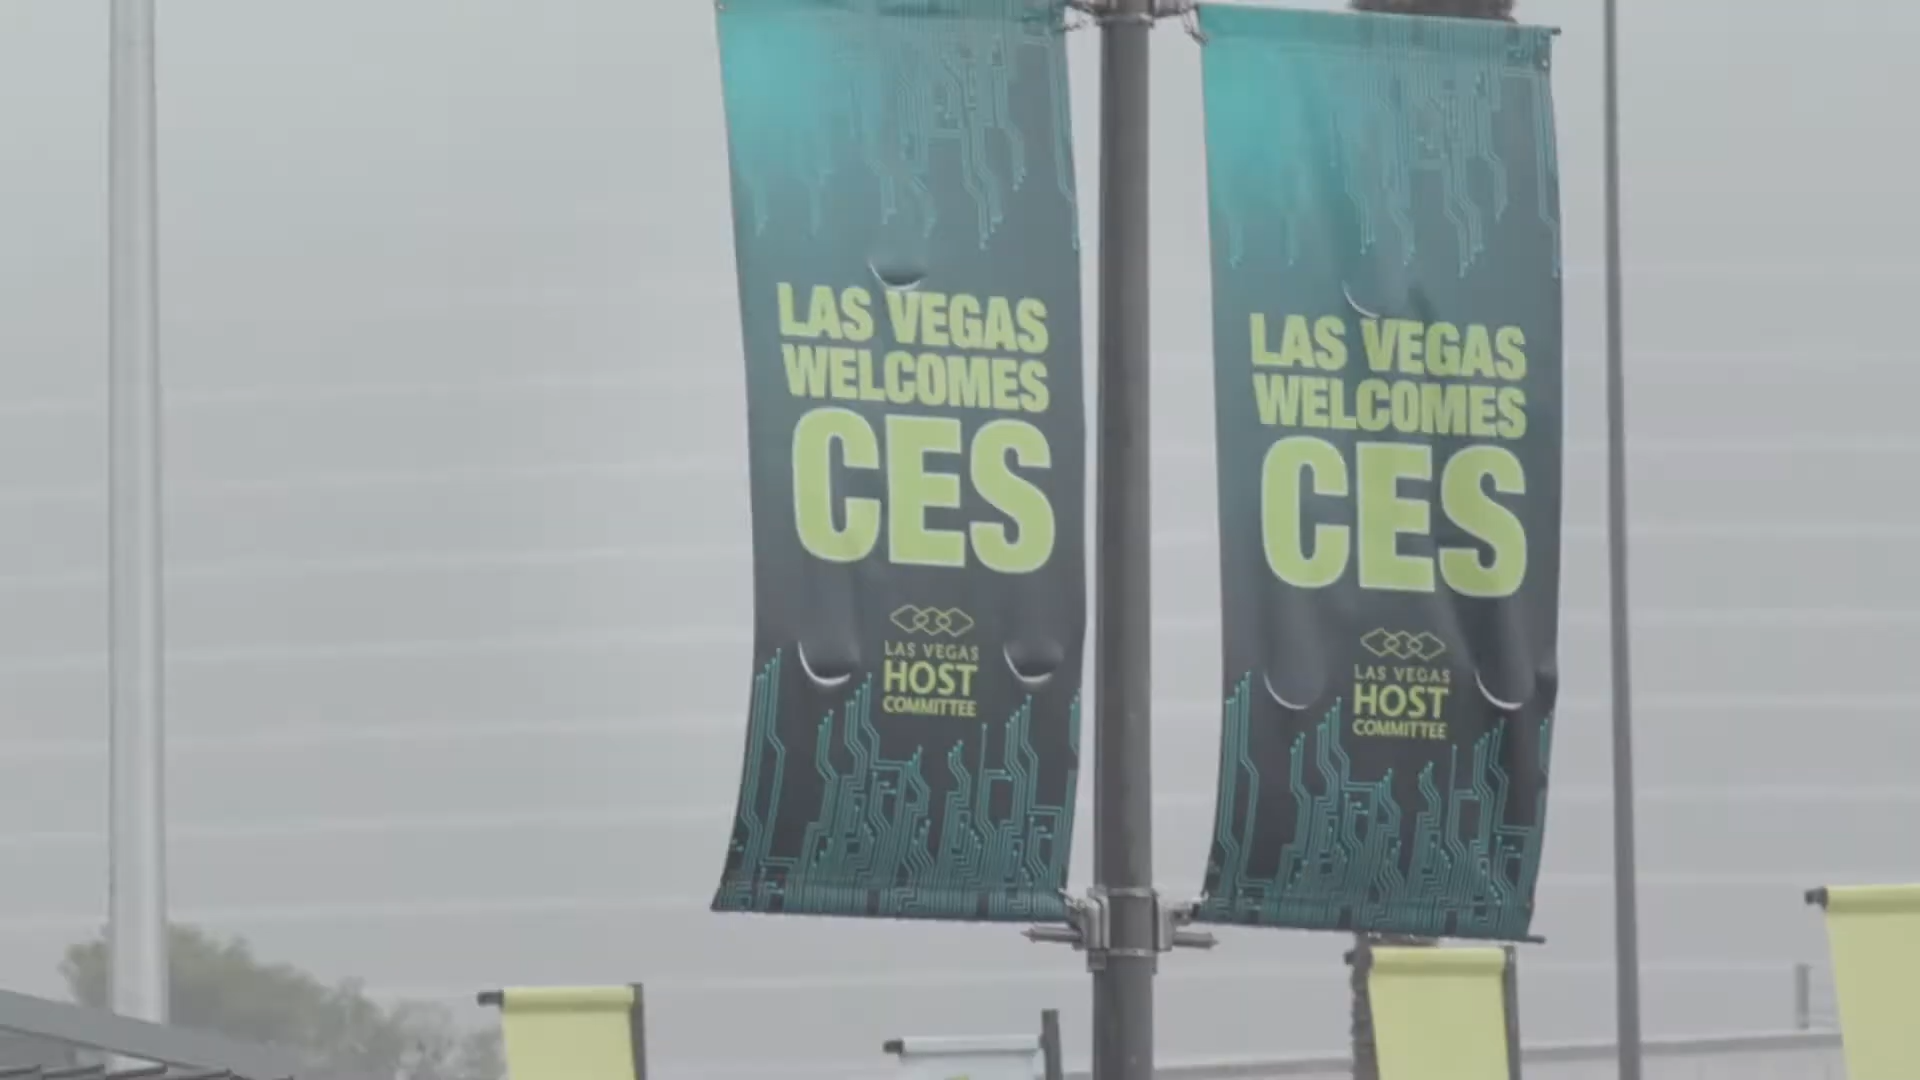 LAS VEGAS
WELCOMES
CES
LAS VEGAS
HOST
COMMITTEE
LAS VEGAS
WELCOMES
CES
LAS VEGAS
HOST
COMMITTEE